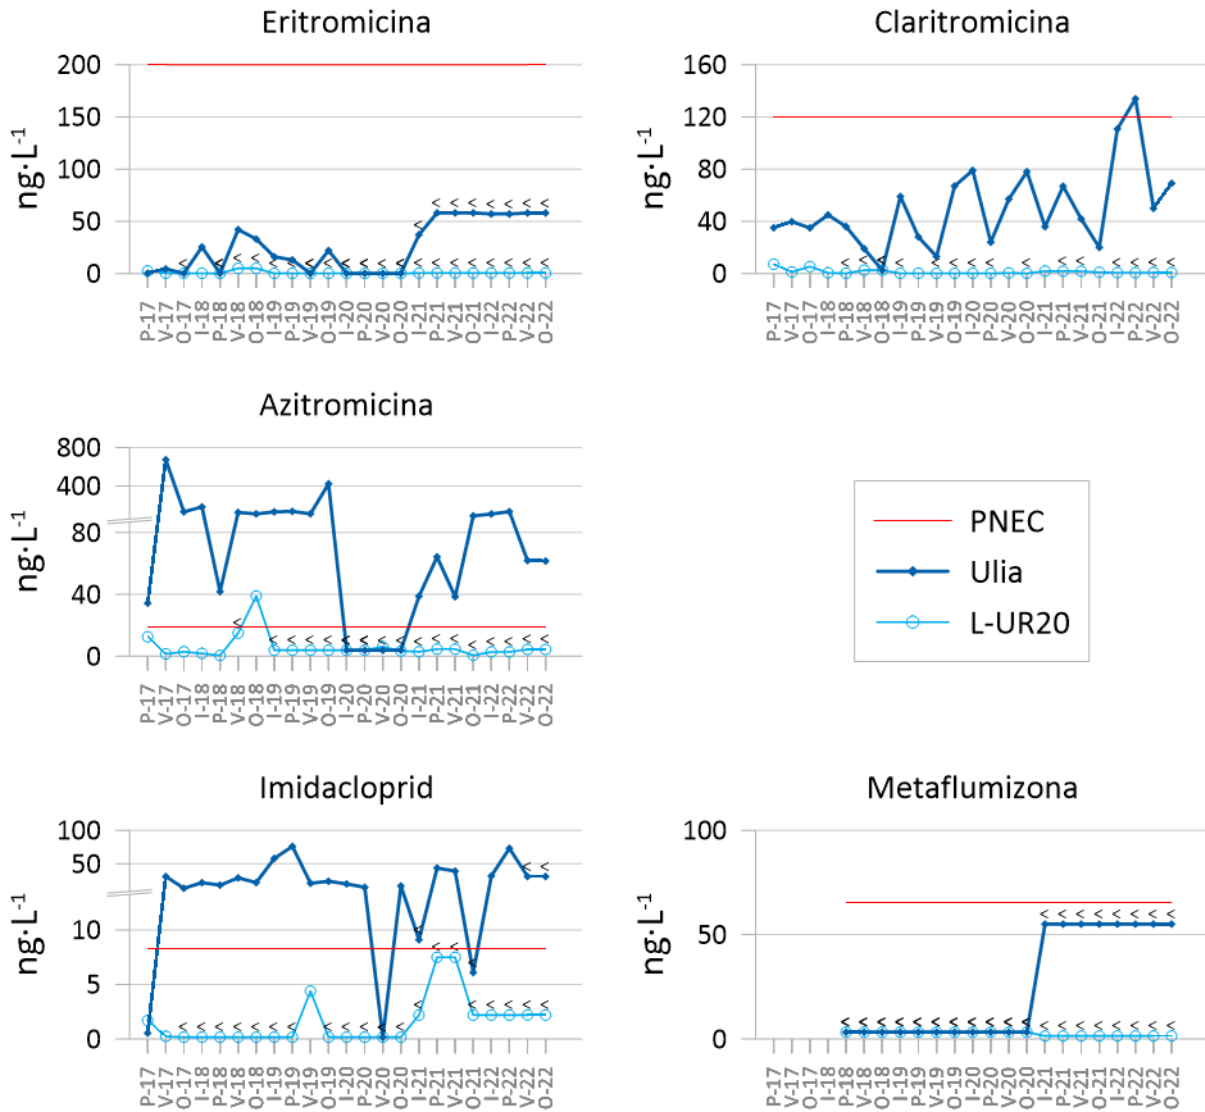 Eritromicina
200
150
100
50
0
ng·L⁻¹
P-17 V-17 O-17 I-18 P-18 V-18 O-18 I-19 P-19 V-19 O-19 I-20 P-20 V-20 O-20 I-21 P-21 V-21 O-21 I-22 P-22 V-22 O-22
Claritromicina
160
120
80
40
0
ng·L⁻¹
P-17 V-17 O-17 I-18 P-18 V-18 O-18 I-19 P-19 V-19 O-19 I-20 P-20 V-20 O-20 I-21 P-21 V-21 O-21 I-22 P-22 V-22 O-22
Azitromicina
800
400
80
40
0
ng·L⁻¹
P-17 V-17 O-17 I-18 P-18 V-18 O-18 I-19 P-19 V-19 O-19 I-20 P-20 V-20 O-20 I-21 P-21 V-21 O-21 I-22 P-22 V-22 O-22
PNEC
Ulia
L-UR20
Imidacloprid
100
50
10
5
0
ng·L⁻¹
P-17 V-17 O-17 I-18 P-18 V-18 O-18 I-19 P-19 V-19 O-19 I-20 P-20 V-20 O-20 I-21 P-21 V-21 O-21 I-22 P-22 V-22 O-22
Metaflumizona
100
50
0
ng·L⁻¹
P-17 V-17 O-17 I-18 P-18 V-18 O-18 I-19 P-19 V-19 O-19 I-20 P-20 V-20 O-20 I-21 P-21 V-21 O-21 I-22 P-22 V-22 O-22